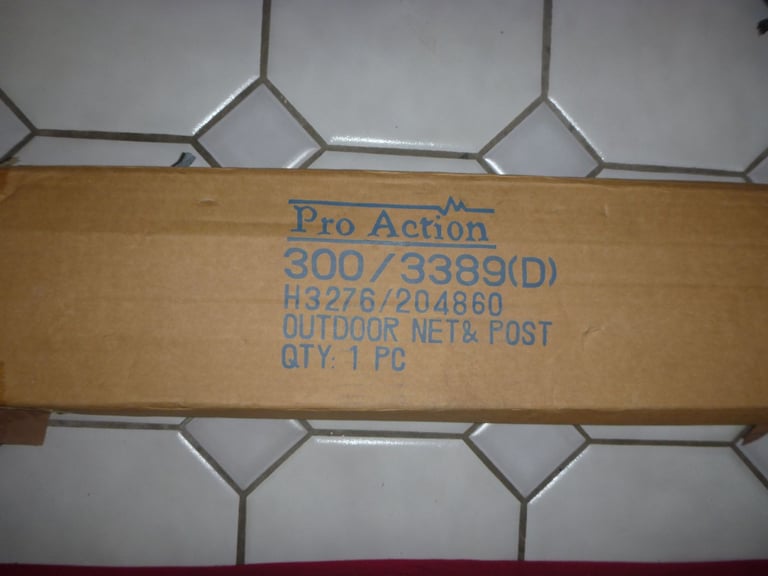 Pro Action
300/3389(D)
H3276/204860
OUTDOOR NET& POST
QTY: 1 PC